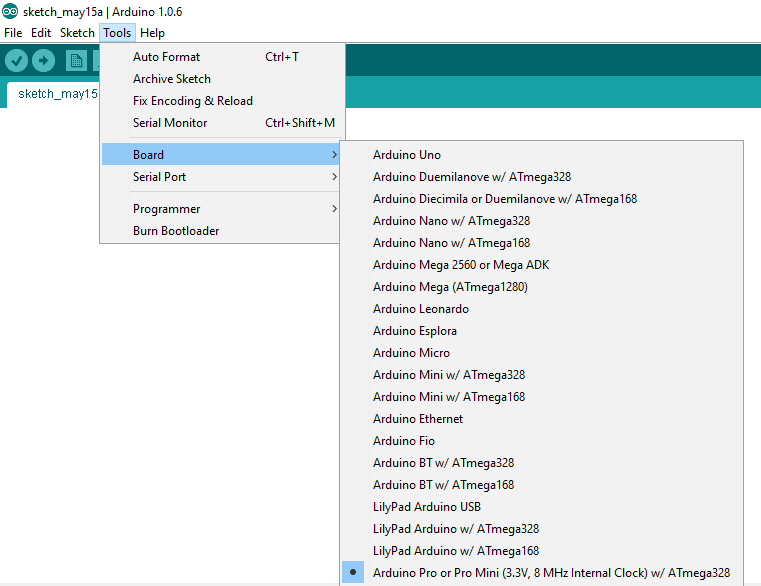 sketch_may15a | Arduino 1.0.6
File Edit Sketch Tools Help
Auto Format Ctrl+T
Archive Sketch
Fix Encoding & Reload
Serial Monitor Ctrl+Shift+M
sketch_may15
Board
Serial Port
Programmer
Burn Bootloader
Arduino Uno
Arduino Duemilanove w/ ATmega328
Arduino Diecimila or Duemilanove w/ ATmega168
Arduino Nano w/ ATmega328
Arduino Nano w/ ATmega168
Arduino Mega 2560 or Mega ADK
Arduino Mega (ATmega1280)
Arduino Leonardo
Arduino Esplora
Arduino Micro
Arduino Mini w/ ATmega328
Arduino Mini w/ ATmega168
Arduino Ethernet
Arduino Fio
Arduino BT w/ ATmega328
Arduino BT w/ ATmega168
LilyPad Arduino USB
LilyPad Arduino w/ ATmega328
LilyPad Arduino w/ ATmega168
Arduino Pro or Pro Mini (3.3V, 8 MHz Internal Clock) w/ ATmega328